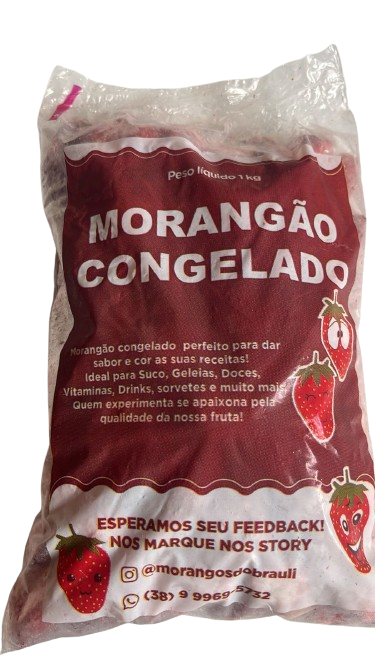 Peso líquido 1 kg
MORANGÃO
CONGELADO
Morangão congelado perfeito para dar
sabor e cor as suas receitas!
Ideal para Suco, Geleias, Doces,
Vitaminas, Drinks, sorvetes e muito mais.
Quem experimenta se apaixona pela
qualidade da nossa fruta!
ESPERAMOS SEU FEEDBACK!
NOS MARQUE NOS STORY
@morangosdobrauli
(38) 9 9969-5732